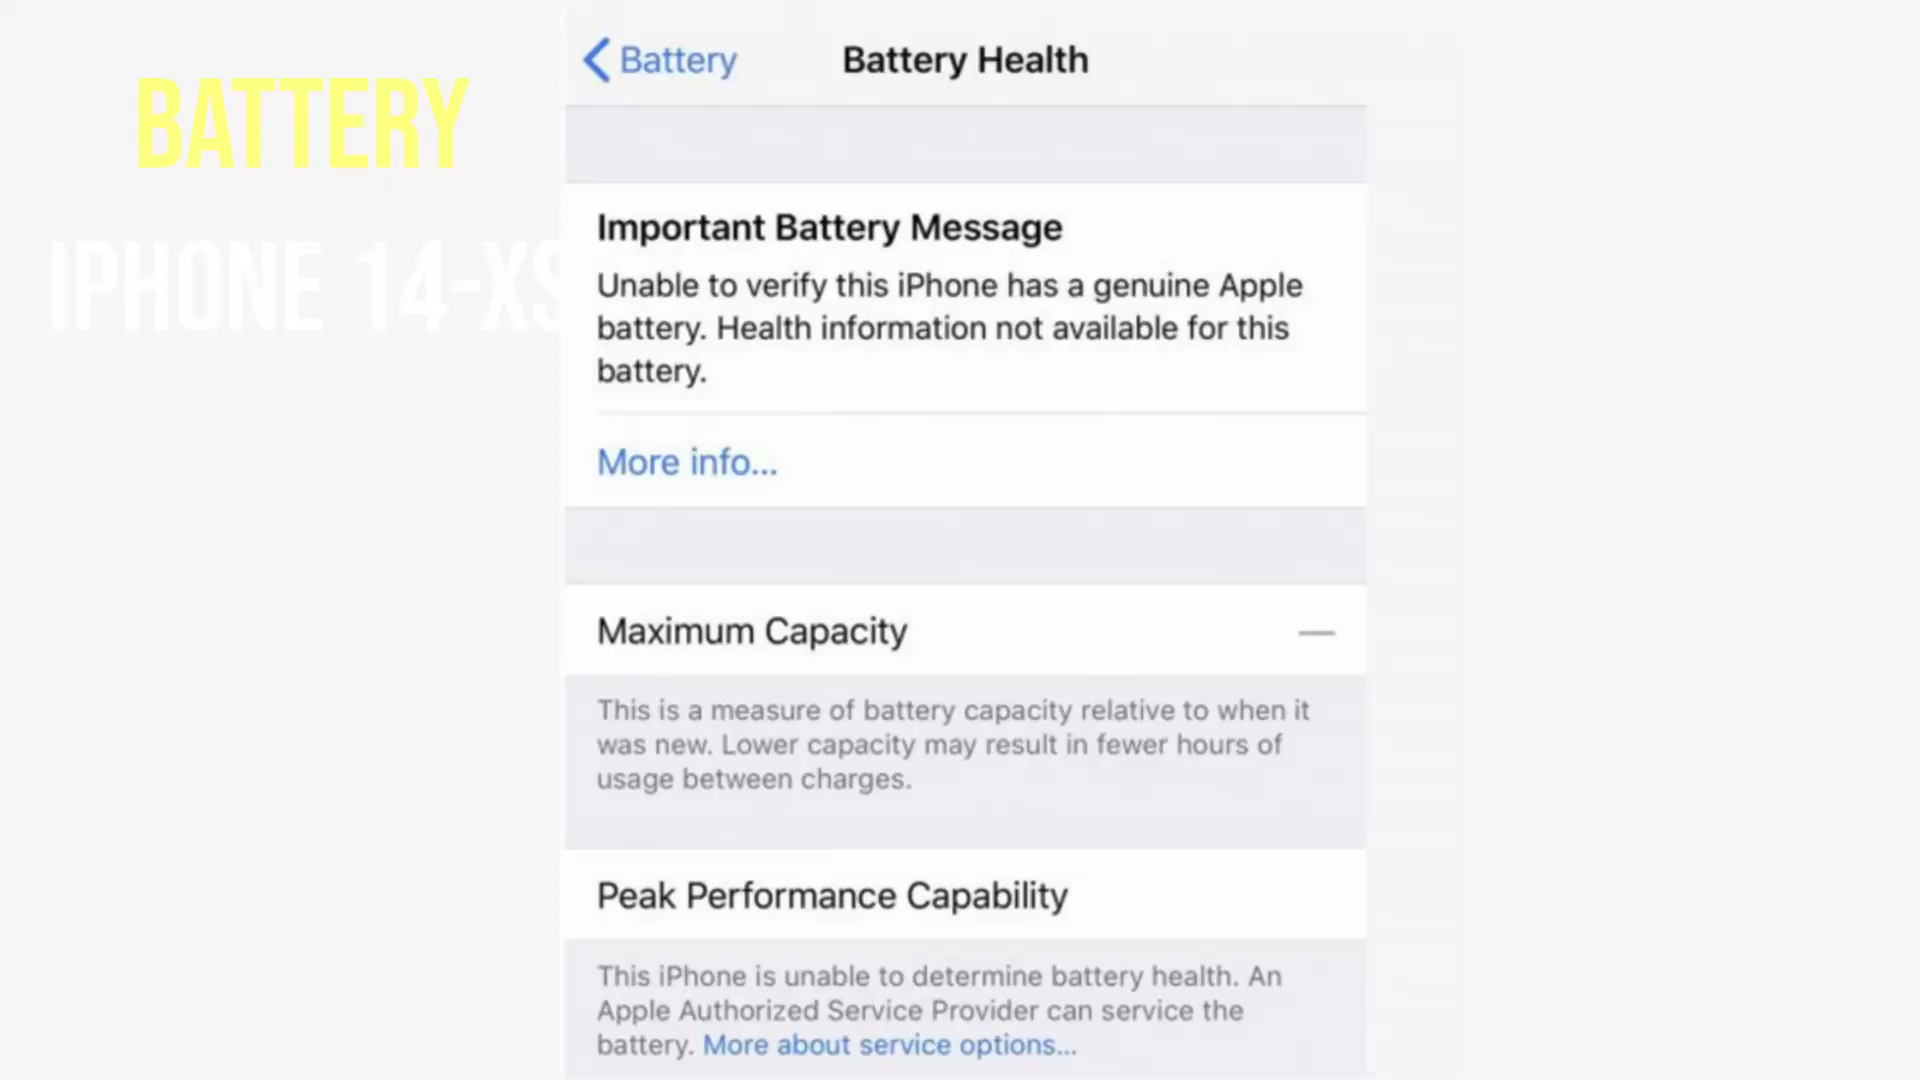 BATTERY
IPHONE 14-XS
Battery
Battery Health
Important Battery Message
Unable to verify this iPhone has a genuine Apple
battery. Health information not available for this
battery.
More info...
Maximum Capacity
—
This is a measure of battery capacity relative to when it
was new. Lower capacity may result in fewer hours of
usage between charges.
Peak Performance Capability
This iPhone is unable to determine battery health. An
Apple Authorized Service Provider can service the
battery. More about service options...